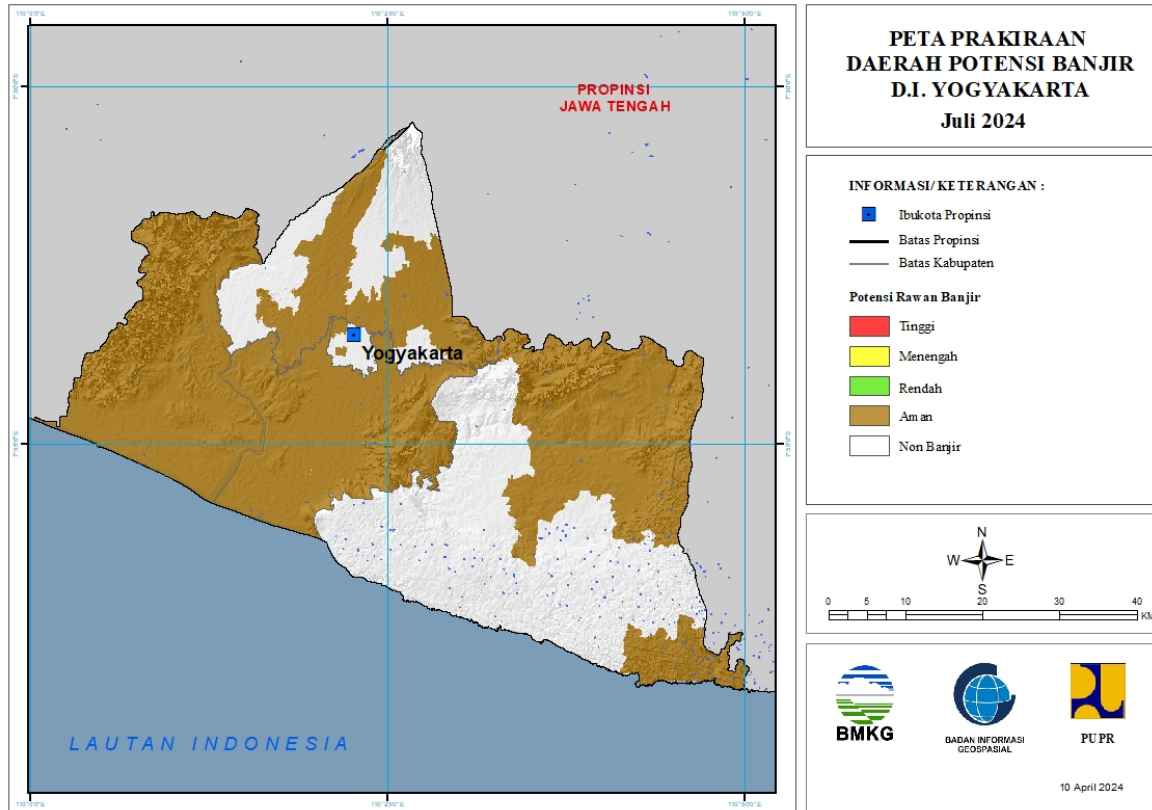 PROPINSI
JAWA TENGAH
Yogyakarta
LAUTAN INDONESIA
PETA PRAKIRAAN
DAERAH POTENSI BANJIR
D.I. YOGYAKARTA
Juli 2024
INFORMASI/KETERANGAN :
Ibukota Propinsi
Batas Propinsi
Batas Kabupaten
Potensi Rawan Banjir
Tinggi
Menengah
Rendah
Aman
Non Banjir
N
W E
S
0 5 10 20 30 40
BMKG
BADAN INFORMASI
GEOSPASIAL
PUPR
10 April 2024